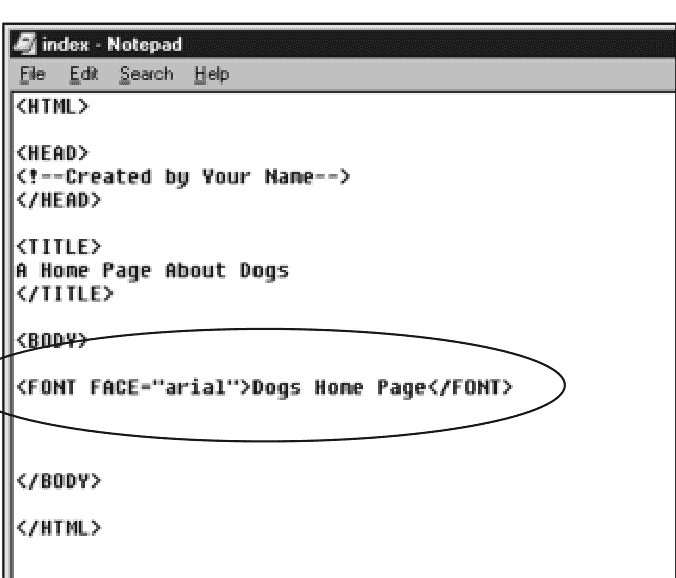 index - Notepad
File Edit Search Help
<HTML>
<HEAD>
<!--Created by Your Name-->
</HEAD>
<TITLE>
A Home Page About Dogs
</TITLE>
<BODY>
<FONT FACE="arial">Dogs Home Page</FONT>
</BODY>
</HTML>